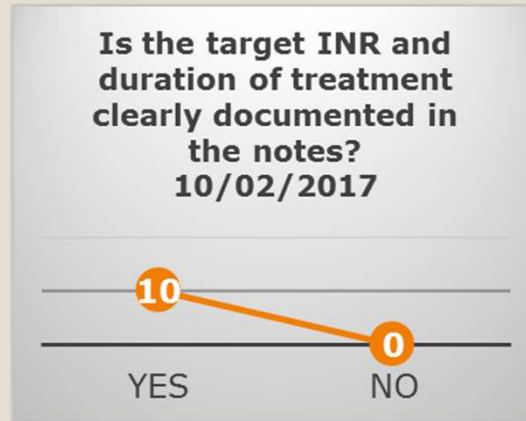 Is the target INR and
duration of treatment
clearly documented in
the notes?
10/02/2017
10
0
YES NO